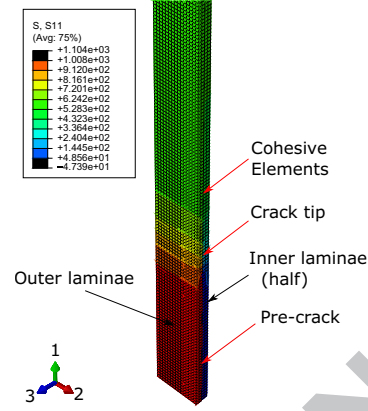 S, S11
(Avg: 75%)
+1.104e+03
+1.008e+03
+9.120e+02
+8.161e+02
+7.201e+02
+6.242e+02
+5.283e+02
+4.323e+02
+3.364e+02
+2.404e+02
+1.445e+02
+4.856e+01
−4.739e+01
Cohesive
Elements
Crack tip
Inner laminae
(half)
Outer laminae
Pre-crack
1
3
2